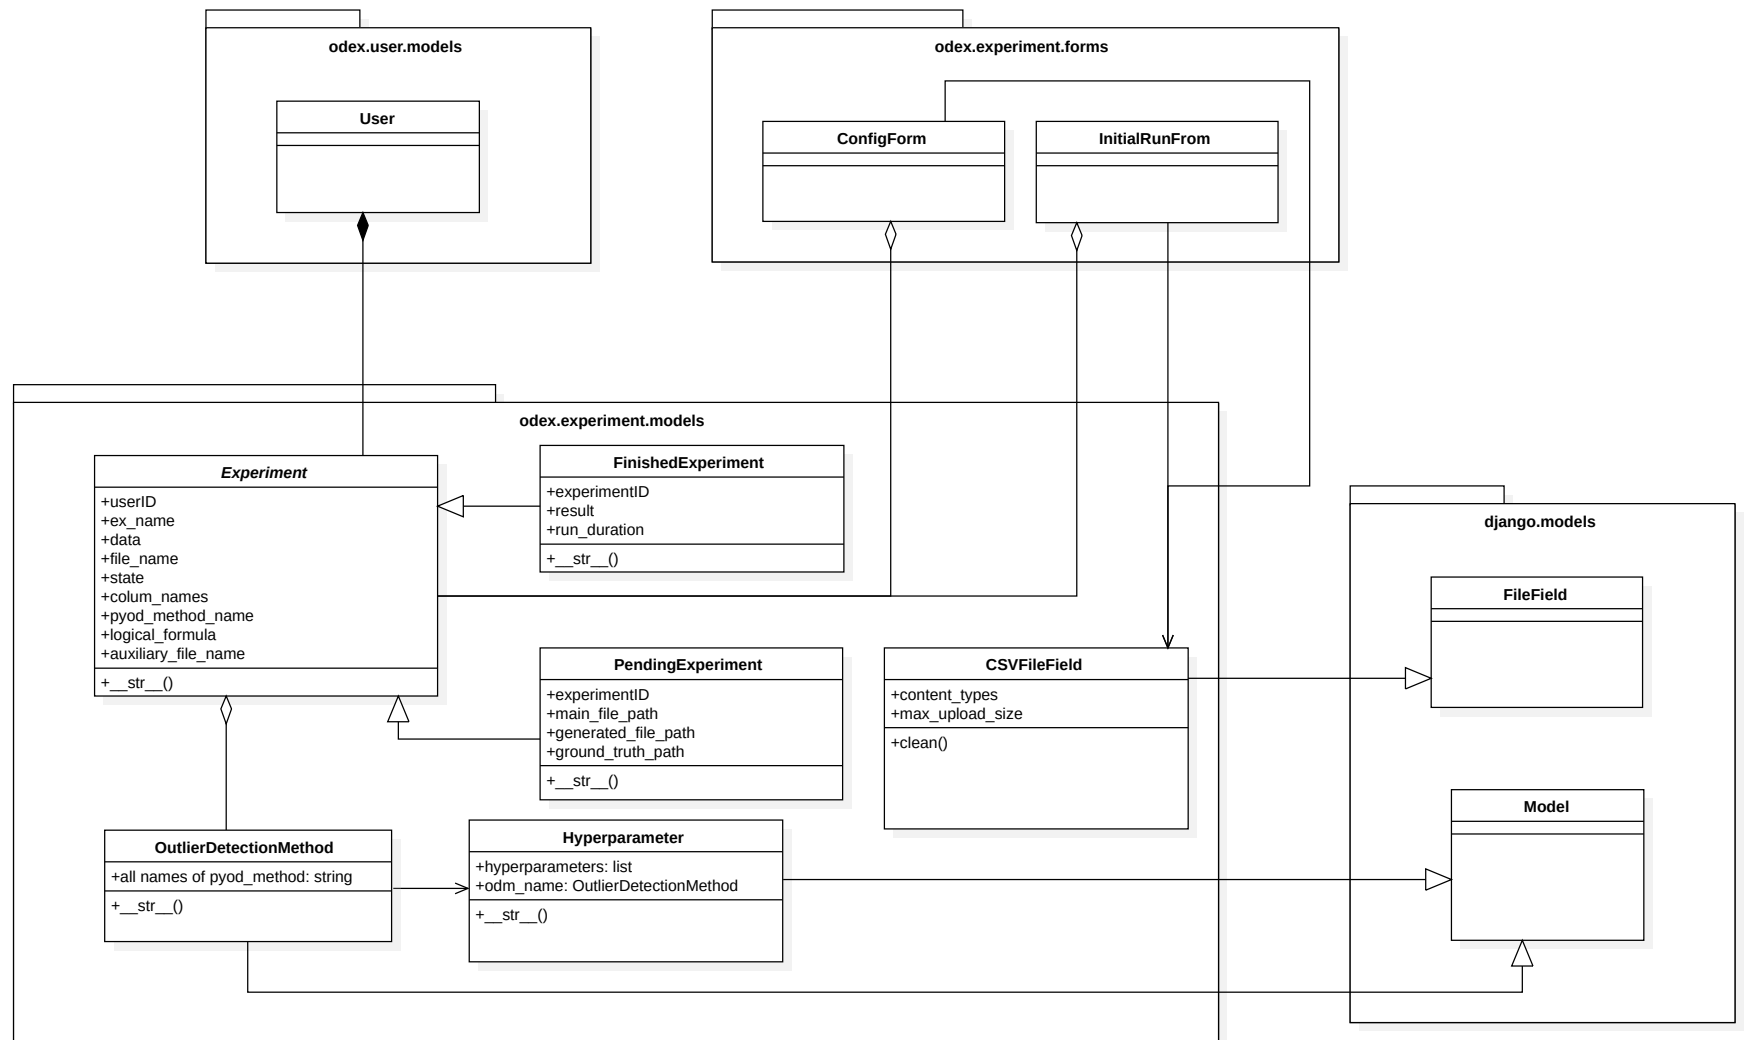 odex.user.models
User
odex.experiment.forms
ConfigForm
InitialRunFrom
odex.experiment.models
Experiment
+userID
+ex_name
+data
+file_name
+state
+colum_names
+pyod_method_name
+logical_formula
+auxiliary_file_name
+__str__()
FinishedExperiment
+experimentID
+result
+run_duration
+__str__()
PendingExperiment
+experimentID
+main_file_path
+generated_file_path
+ground_truth_path
+__str__()
CSVFileField
+content_types
+max_upload_size
+clean()
OutlierDetectionMethod
+all names of pyod_method: string
+__str__()
Hyperparameter
+hyperparameters: list
+odm_name: OutlierDetectionMethod
+__str__()
django.models
FileField
Model